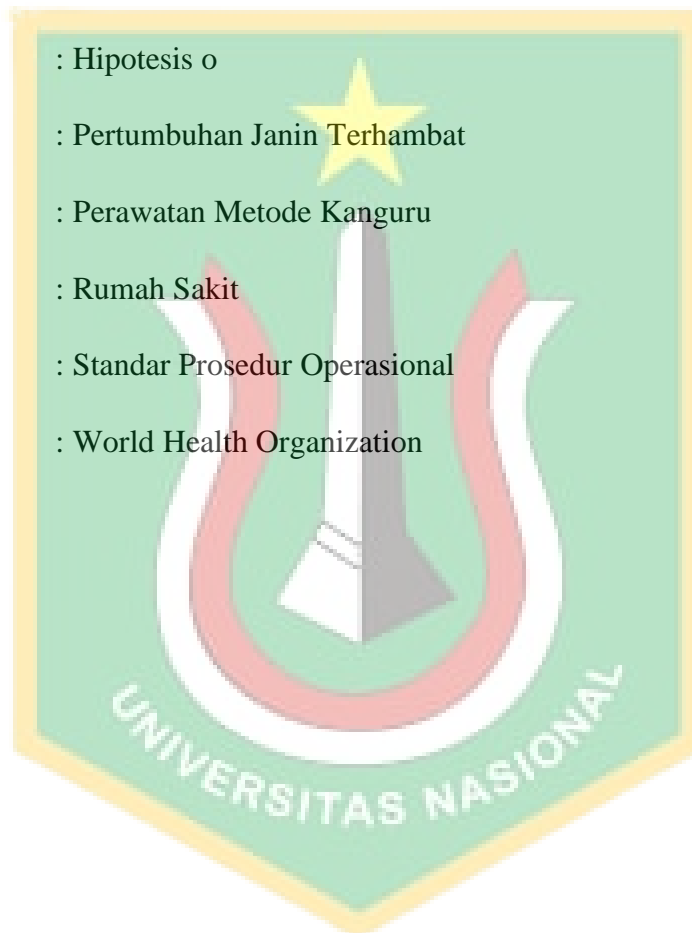 : Hipotesis o
: Pertumbuhan Janin Terhambat
: Perawatan Metode Kanguru
: Rumah Sakit
: Standar Prosedur Operasional
: World Health Organization
UNIVERSITAS NASIONAL